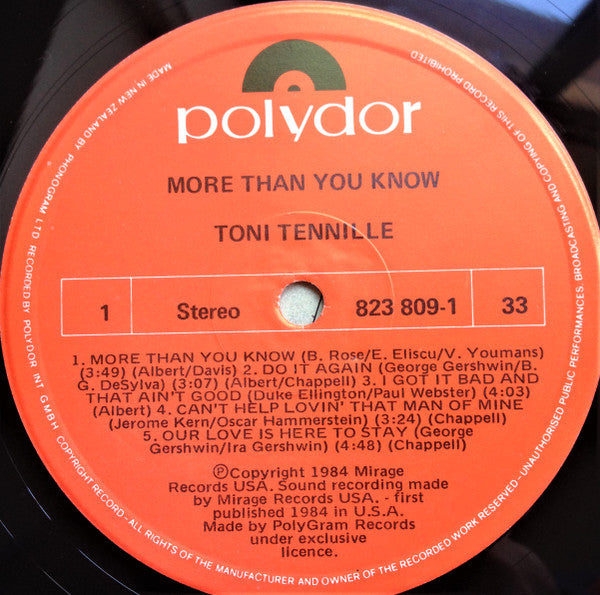 polydor
MORE THAN YOU KNOW
TONI TENNILLE
1 Stereo 823 809-1 33
1. MORE THAN YOU KNOW (B. Rose/E. Eliscu/V. Youmans)
(3:49) (Albert/Davis) 2. DO IT AGAIN (George Gershwin/B.
G. DeSylva) (3:07) (Albert/Chappell) 3. I GOT IT BAD AND
THAT AIN'T GOOD (Duke Ellington/Paul Webster) (4:03)
(Albert) 4. CAN'T HELP LOVIN' THAT MAN OF MINE
(Jerome Kern/Oscar Hammerstein) (3:24) (Chappell)
5. OUR LOVE IS HERE TO STAY (George
Gershwin/Ira Gershwin) (4:48) (Chappell)
℗Copyright 1984 Mirage
Records USA. Sound recording made
by Mirage Records USA. - first
published 1984 in U.S.A.
Made by PolyGram Records
under exclusive
licence.
MADE IN NEW ZEALAND BY PHONOGRAM LTD RECORDED BY POLYDOR INT GMBH COPYRIGHT RECORD - ALL RIGHTS OF THE MANUFACTURER AND OWNER OF THE RECORDED WORK RESERVED - UNAUTHORISED PUBLIC PERFORMANCES. BROADCASTING AND COPYING OF THIS RECORD PROHIBITED